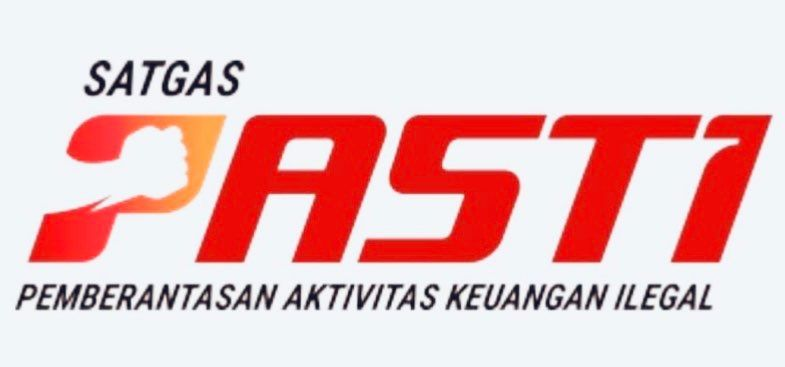 SATGAS
PASTI
PEMBERANTASAN AKTIVITAS KEUANGAN ILEGAL